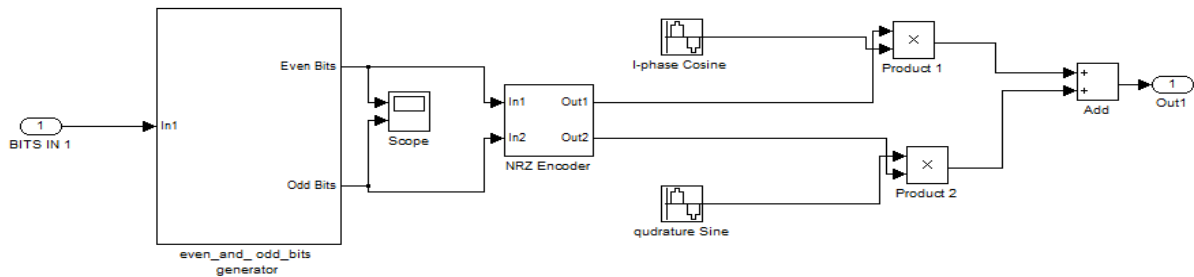 1
BITS IN 1
In1
Even Bits
Odd Bits
even_and_ odd_bits
generator
Scope
In1
In2
Out1
Out2
NRZ Encoder
I-phase Cosine
qudrature Sine
×
Product 1
×
Product 2
+
+
Add
1
Out1